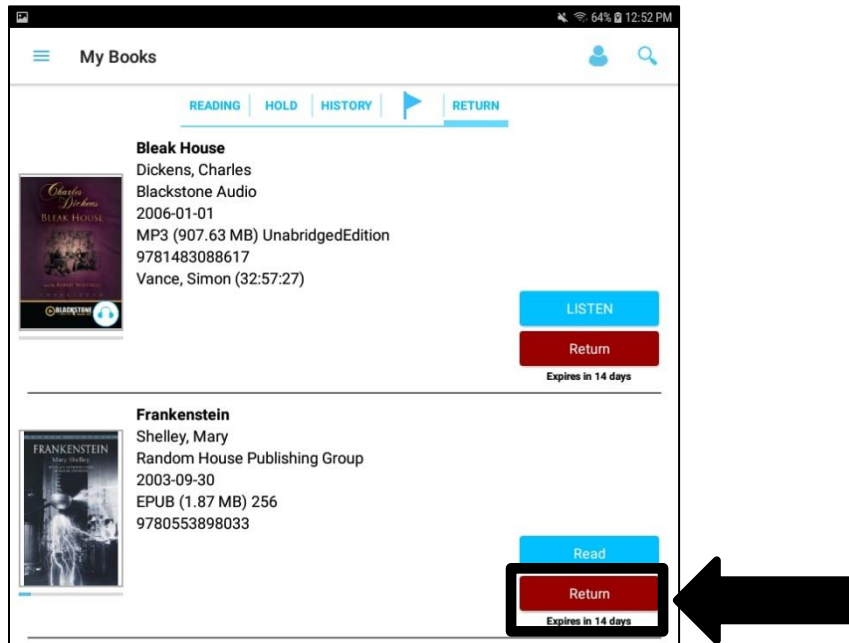 64% 12:52 PM
My Books
READING HOLD HISTORY RETURN
Bleak House
Dickens, Charles
Blackstone Audio
2006-01-01
MP3 (907.63 MB) UnabridgedEdition
9781483088617
Vance, Simon (32:57:27)
Charles
Dickens
BLEAK HOUSE
BLACKSTONE
LISTEN
Return
Expires in 14 days
Frankenstein
Shelley, Mary
Random House Publishing Group
2003-09-30
EPUB (1.87 MB) 256
9780553898033
FRANKENSTEIN
Mary Shelley
Read
Return
Expires in 14 days